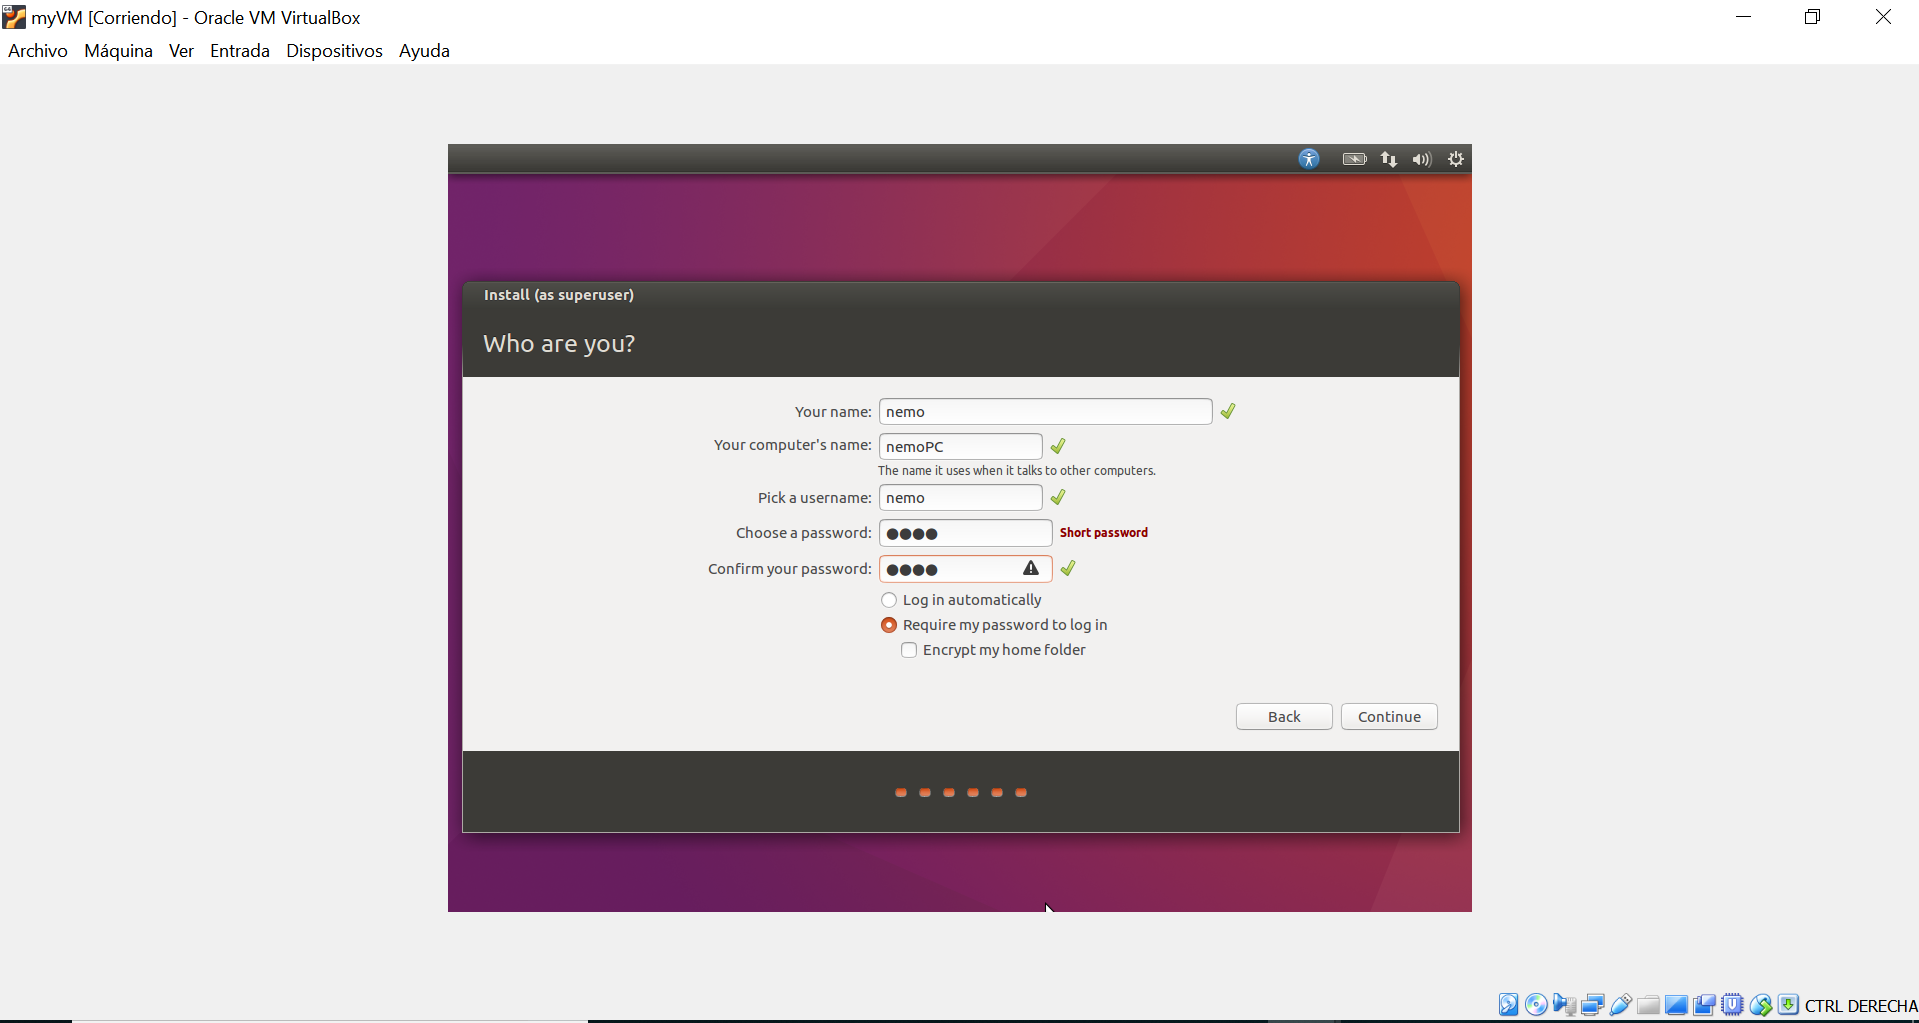 myVM [Corriendo] - Oracle VM VirtualBox
Archivo Máquina Ver Entrada Dispositivos Ayuda
Install (as superuser)
Who are you?
Your name: nemo
Your computer's name: nemoPC
The name it uses when it talks to other computers.
Pick a username: nemo
Choose a password: ●●●● Short password
Confirm your password: ●●●●
Log in automatically
Require my password to log in
Encrypt my home folder
Back Continue
CTRL DERECHA